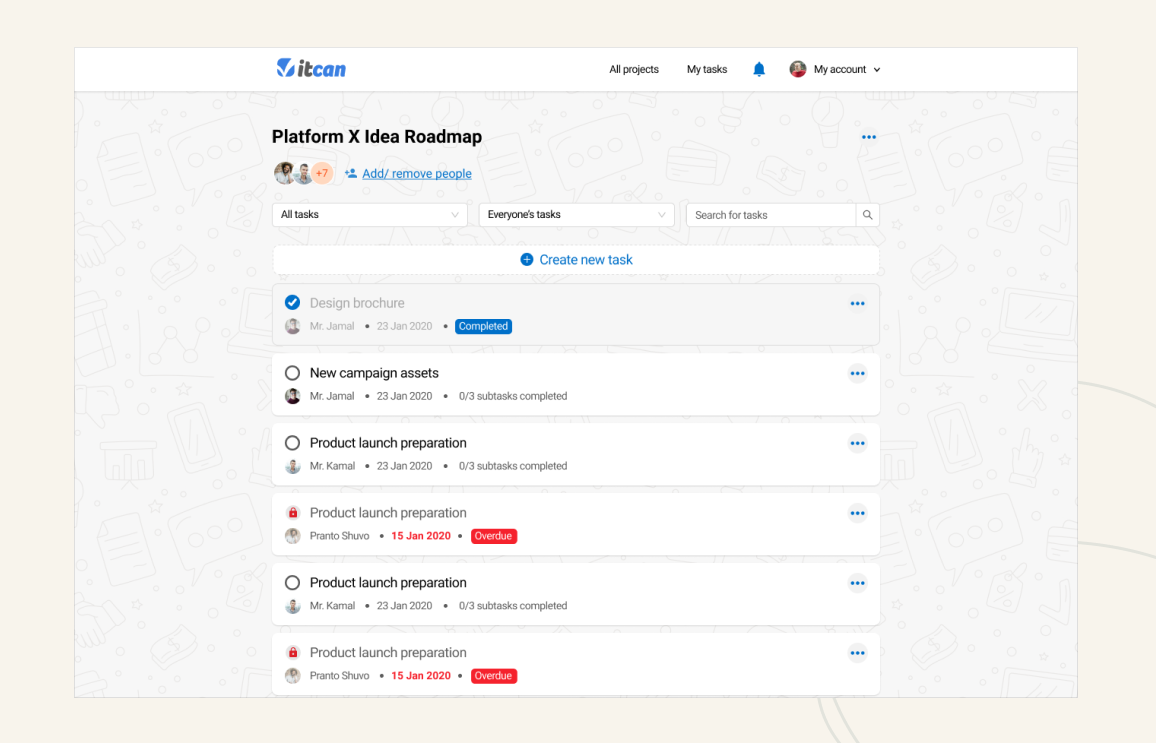 itcan
All projects My tasks My account
Platform X Idea Roadmap
+7 Add/ remove people
All tasks Everyone's tasks Search for tasks
Create new task
Design brochure
Mr. Jamal • 23 Jan 2020 • Completed
New campaign assets
Mr. Jamal • 23 Jan 2020 • 0/3 subtasks completed
Product launch preparation
Mr. Kamal • 23 Jan 2020 • 0/3 subtasks completed
Product launch preparation
Pranto Shuvo • 15 Jan 2020 • Overdue
Product launch preparation
Mr. Kamal • 23 Jan 2020 • 0/3 subtasks completed
Product launch preparation
Pranto Shuvo • 15 Jan 2020 • Overdue